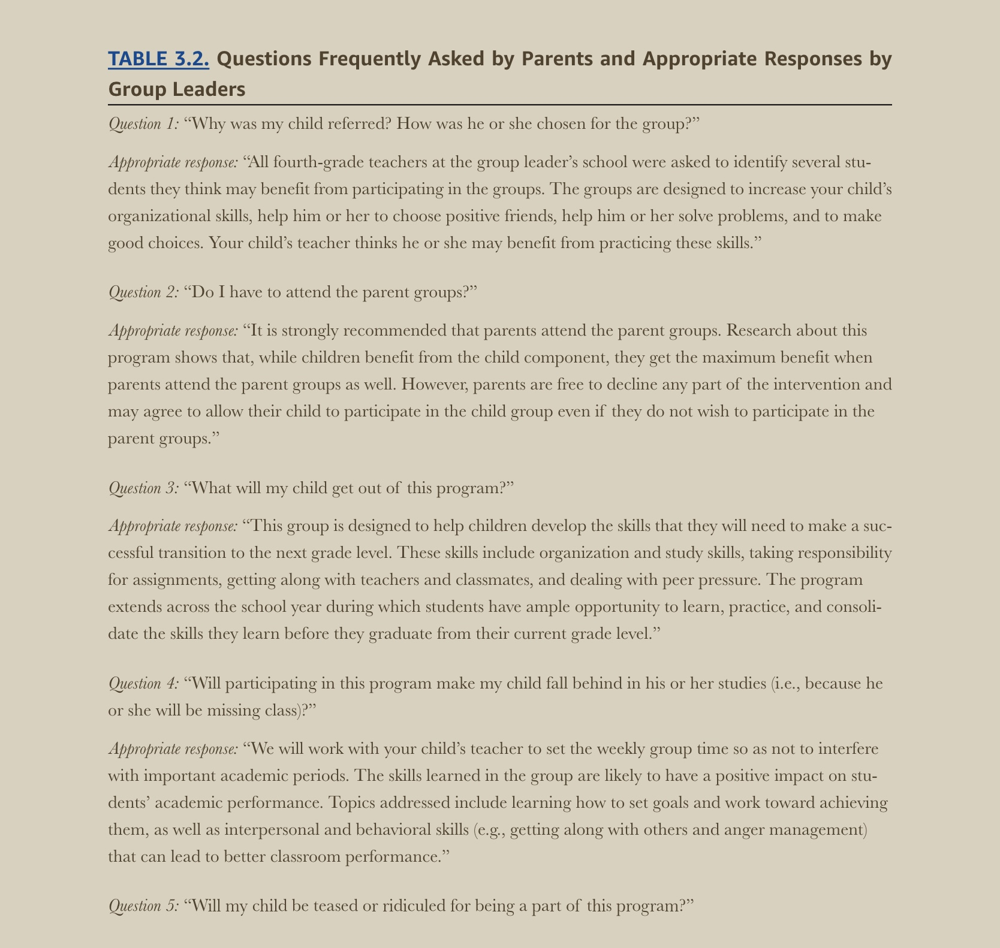 TABLE 3.2. Questions Frequently Asked by Parents and Appropriate Responses by
Group Leaders
Question 1: “Why was my child referred? How was he or she chosen for the group?”
Appropriate response: “All fourth-grade teachers at the group leader’s school were asked to identify several stu-
dents they think may benefit from participating in the groups. The groups are designed to increase your child’s
organizational skills, help him or her to choose positive friends, help him or her solve problems, and to make
good choices. Your child’s teacher thinks he or she may benefit from practicing these skills.”
Question 2: “Do I have to attend the parent groups?”
Appropriate response: “It is strongly recommended that parents attend the parent groups. Research about this
program shows that, while children benefit from the child component, they get the maximum benefit when
parents attend the parent groups as well. However, parents are free to decline any part of the intervention and
may agree to allow their child to participate in the child group even if they do not wish to participate in the
parent groups.”
Question 3: “What will my child get out of this program?”
Appropriate response: “This group is designed to help children develop the skills that they will need to make a suc-
cessful transition to the next grade level. These skills include organization and study skills, taking responsibility
for assignments, getting along with teachers and classmates, and dealing with peer pressure. The program
extends across the school year during which students have ample opportunity to learn, practice, and consoli-
date the skills they learn before they graduate from their current grade level.”
Question 4: “Will participating in this program make my child fall behind in his or her studies (i.e., because he
or she will be missing class)?”
Appropriate response: “We will work with your child’s teacher to set the weekly group time so as not to interfere
with important academic periods. The skills learned in the group are likely to have a positive impact on stu-
dents’ academic performance. Topics addressed include learning how to set goals and work toward achieving
them, as well as interpersonal and behavioral skills (e.g., getting along with others and anger management)
that can lead to better classroom performance.”
Question 5: “Will my child be teased or ridiculed for being a part of this program?”